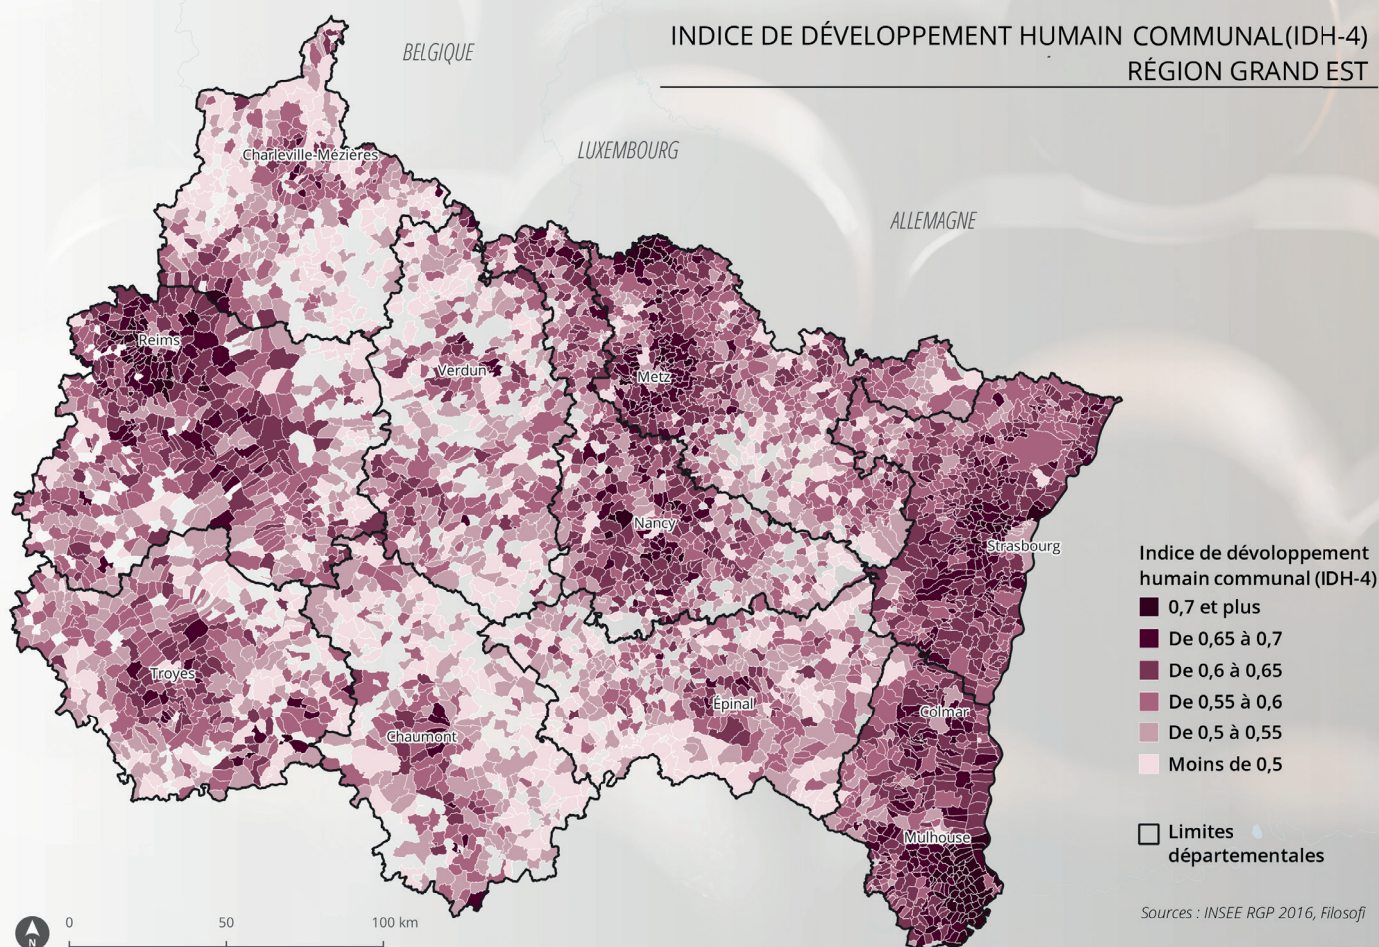 INDICE DE DÉVELOPPEMENT HUMAIN COMMUNAL(IDH-4)
RÉGION GRAND EST
BELGIQUE
LUXEMBOURG
ALLEMAGNE
Charleville-Mézières
Reims
Verdun
Metz
Nancy
Strasbourg
Troyes
Épinal
Chaumont
Colmar
Mulhouse
Indice de dévoloppement
humain communal (IDH-4)
0,7 et plus
De 0,65 à 0,7
De 0,6 à 0,65
De 0,55 à 0,6
De 0,5 à 0,55
Moins de 0,5
Limites
départementales
Sources : INSEE RGP 2016, Filosofi
0 50 100 km
N